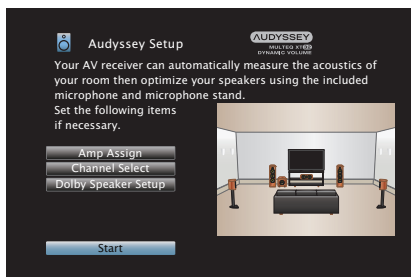 Audyssey Setup
AUDYSSEY
MULTEQ XT32
DYNAMIC VOLUME
Your AV receiver can automatically measure the acoustics of
your room then optimize your speakers using the included
microphone and microphone stand.
Set the following items
if necessary.
Amp Assign
Channel Select
Dolby Speaker Setup
Start